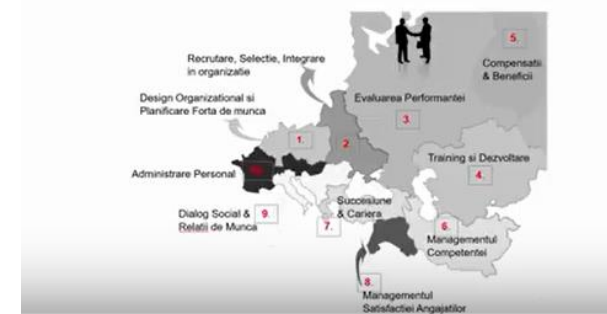 Recrutare, Selectie, Integrare
in organizatie
5.
Compensatii
& Beneficii
Design Organizational si
Planificare Forta de munca
Evaluarea Performantei
3.
1.
2
Training si Dezvoltare
4.
Administrare Personal
Succesiune
& Cariera
7.
Dialog Social &
Relatii de Munca
9.
6.
Managementul
Competentei
8.
Managementul
Satisfactiei Angajatilor